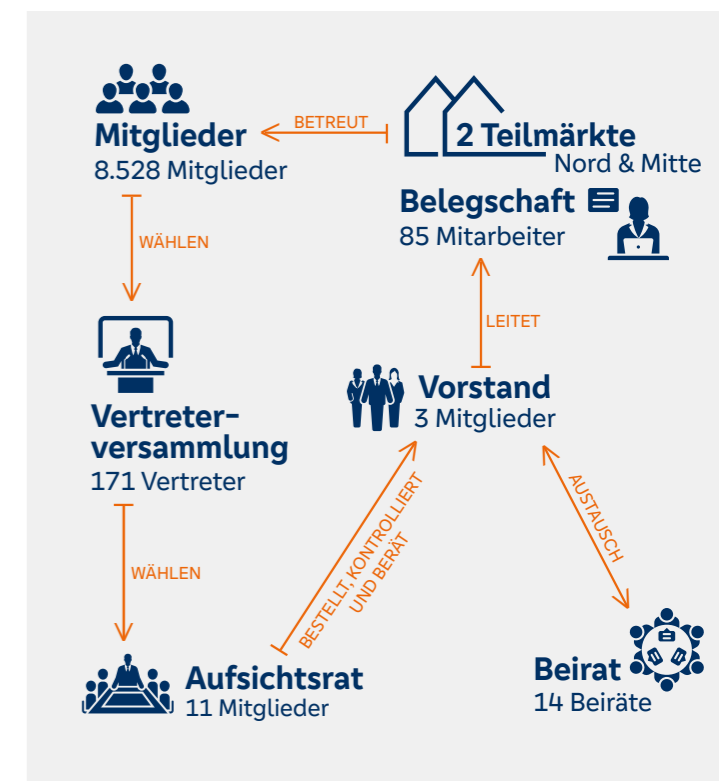 Mitglieder
8.528 Mitglieder
BETREUT
2 Teilmärkte
Nord & Mitte
Belegschaft
85 Mitarbeiter
WÄHLEN
LEITET
Vertreter-
versammlung
171 Vertreter
Vorstand
3 Mitglieder
WÄHLEN
BESTELLT, KONTROLLIERT
UND BERÄT
AUSTAUSCH
Aufsichtsrat
11 Mitglieder
Beirat
14 Beiräte